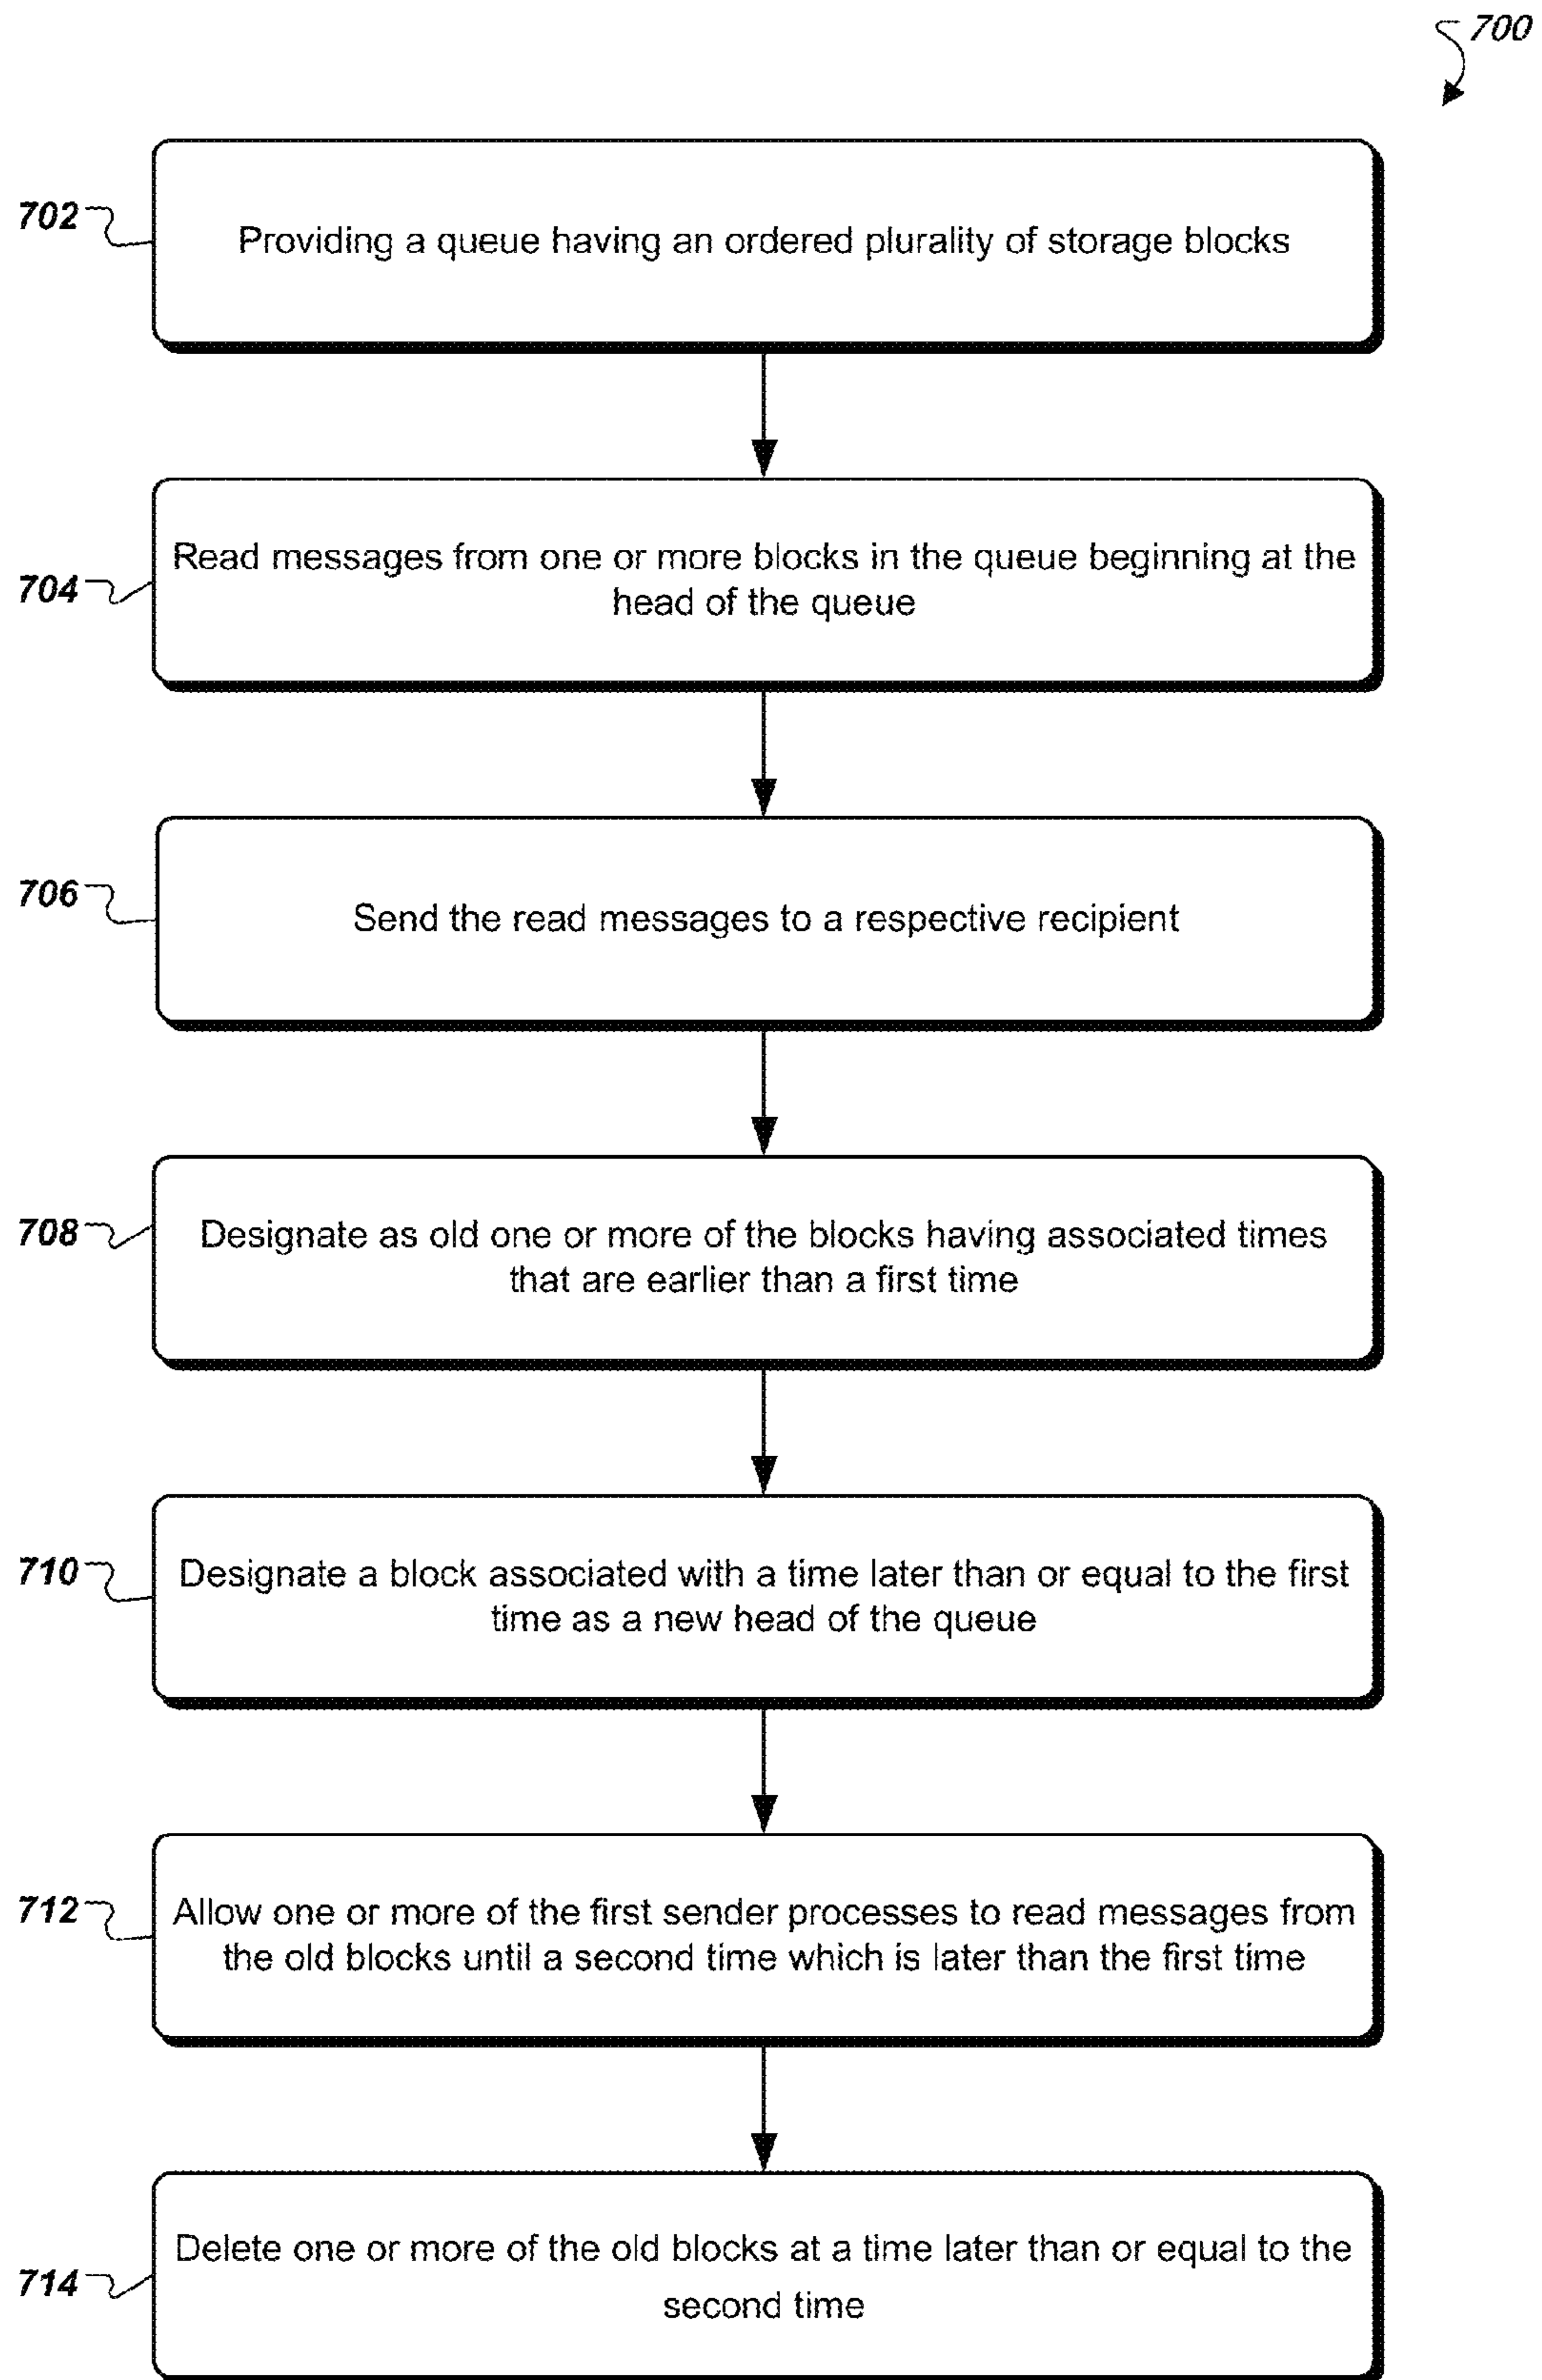 700
702
Providing a queue having an ordered plurality of storage blocks
704
Read messages from one or more blocks in the queue beginning at the
head of the queue
706
Send the read messages to a respective recipient
708
Designate as old one or more of the blocks having associated times
that are earlier than a first time
710
Designate a block associated with a time later than or equal to the first
time as a new head of the queue
712
Allow one or more of the first sender processes to read messages from
the old blocks until a second time which is later than the first time
714
Delete one or more of the old blocks at a time later than or equal to the
second time